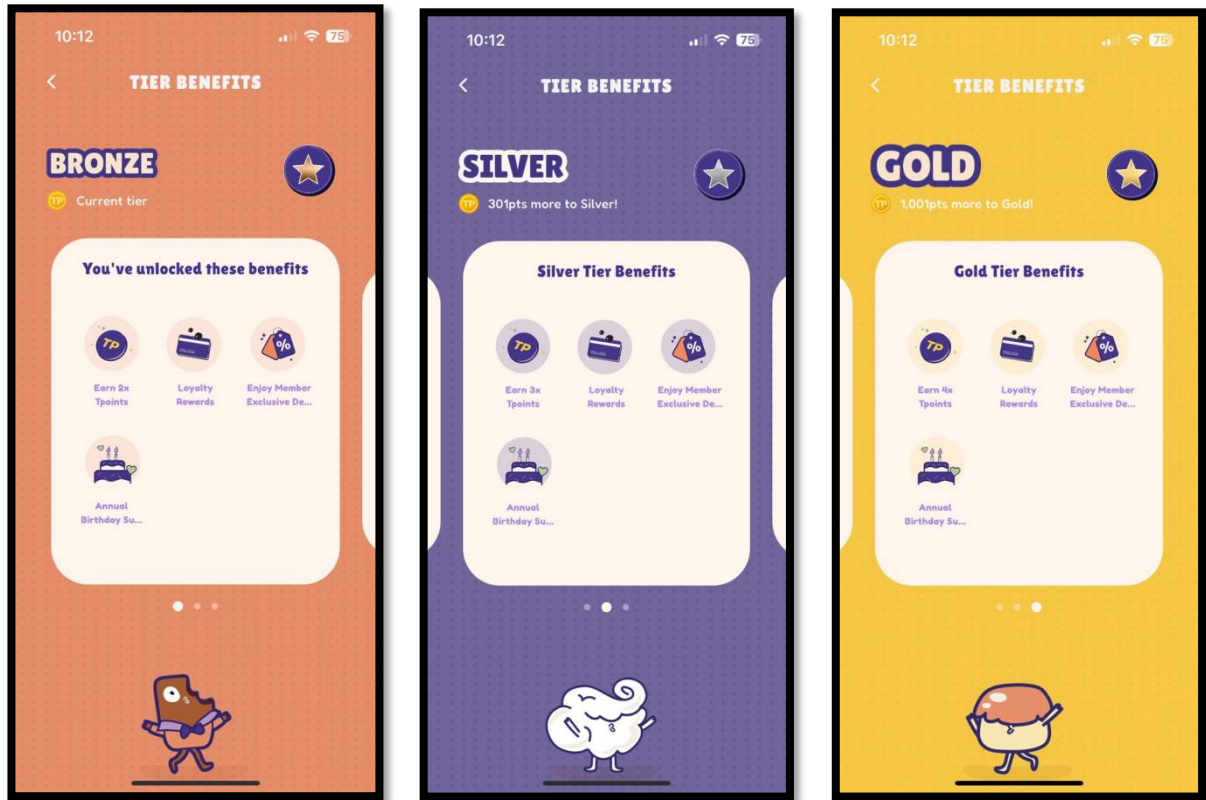 10:12
75
TIER BENEFITS
BRONZE
TP Current tier
You've unlocked these benefits
TP
%
Earn 2x
Tpoints
Loyalty
Rewards
Enjoy Member
Exclusive De...
Annual
Birthday Su...
10:12
75
TIER BENEFITS
SILVER
TP 301pts more to Silver!
Silver Tier Benefits
TP
%
Earn 3x
Tpoints
Loyalty
Rewards
Enjoy Member
Exclusive De...
Annual
Birthday Su...
10:12
75
TIER BENEFITS
GOLD
TP 1,001pts more to Gold!
Gold Tier Benefits
TP
%
Earn 4x
Tpoints
Loyalty
Rewards
Enjoy Member
Exclusive De...
Annual
Birthday Su...